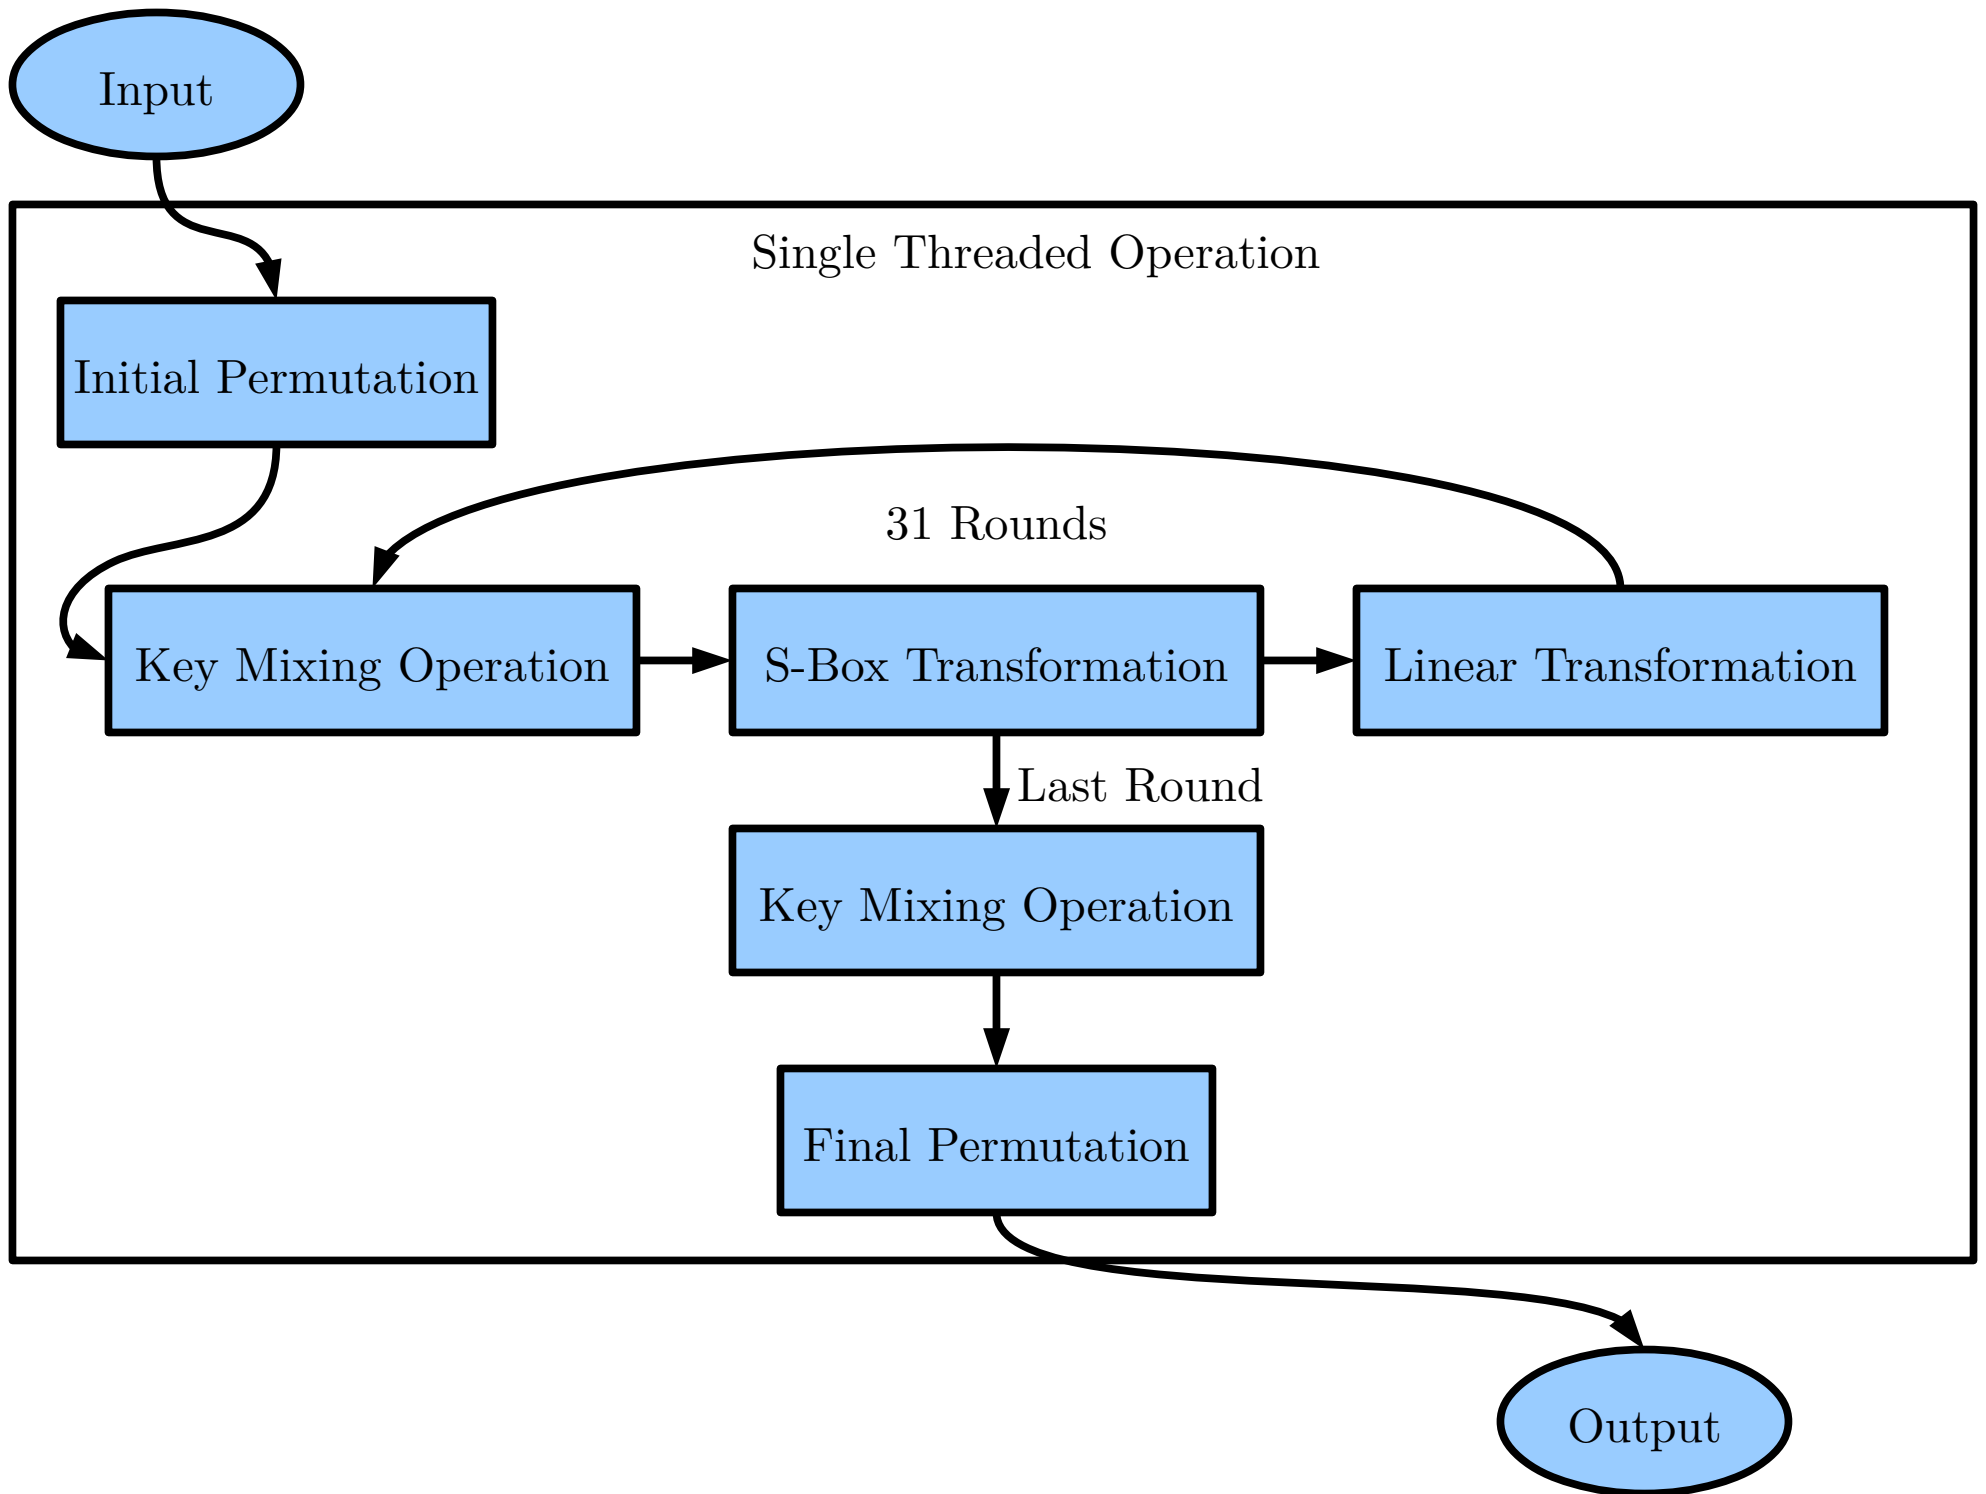 Input
Single Threaded Operation
Initial Permutation
31 Rounds
Key Mixing Operation
S-Box Transformation
Linear Transformation
Last Round
Key Mixing Operation
Final Permutation
Output